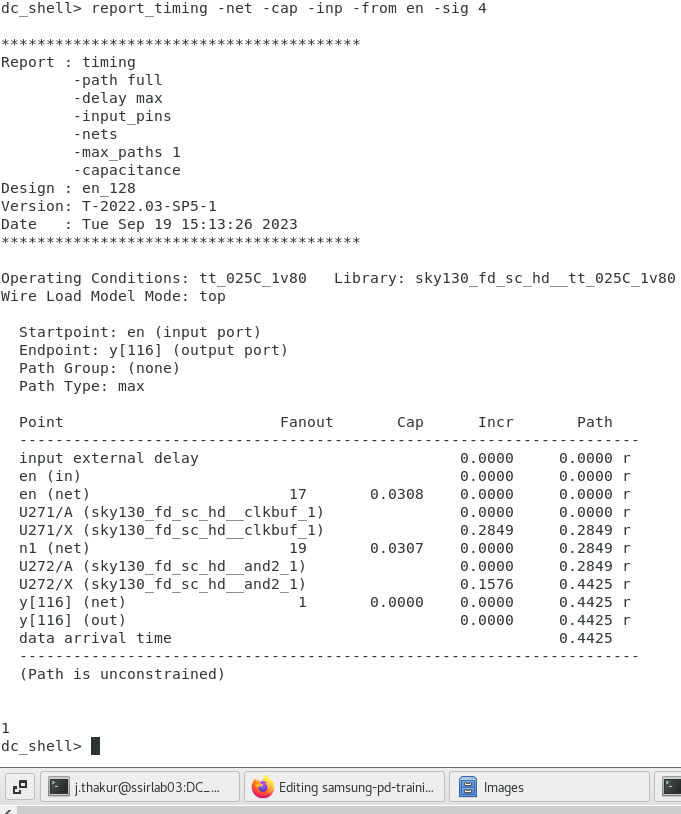 dc_shell> report_timing -net -cap -inp -from en -sig 4
****************************************
Report : timing
        -path full
        -delay max
        -input_pins
        -nets
        -max_paths 1
        -capacitance
Design : en_128
Version: T-2022.03-SP5-1
Date   : Tue Sep 19 15:13:26 2023
****************************************
Operating Conditions: tt_025C_1v80   Library: sky130_fd_sc_hd__tt_025C_1v80
Wire Load Model Mode: top
  Startpoint: en (input port)
  Endpoint: y[116] (output port)
  Path Group: (none)
  Path Type: max
  Point                        Fanout       Cap      Incr       Path
  ---------------------------------------------------------------------
  input external delay                             0.0000     0.0000 r
  en (in)                                          0.0000     0.0000 r
  en (net)                      17       0.0308    0.0000     0.0000 r
  U271/A (sky130_fd_sc_hd__clkbuf_1)               0.0000     0.0000 r
  U271/X (sky130_fd_sc_hd__clkbuf_1)               0.2849     0.2849 r
  n1 (net)                      19       0.0307    0.0000     0.2849 r
  U272/A (sky130_fd_sc_hd__and2_1)                 0.0000     0.2849 r
  U272/X (sky130_fd_sc_hd__and2_1)                 0.1576     0.4425 r
  y[116] (net)                   1       0.0000    0.0000     0.4425 r
  y[116] (out)                                     0.0000     0.4425 r
  data arrival time                                           0.4425
  ---------------------------------------------------------------------
  (Path is unconstrained)
1
dc_shell>
j.thakur@ssirlab03:DC_... Editing samsung-pd-traini... Images